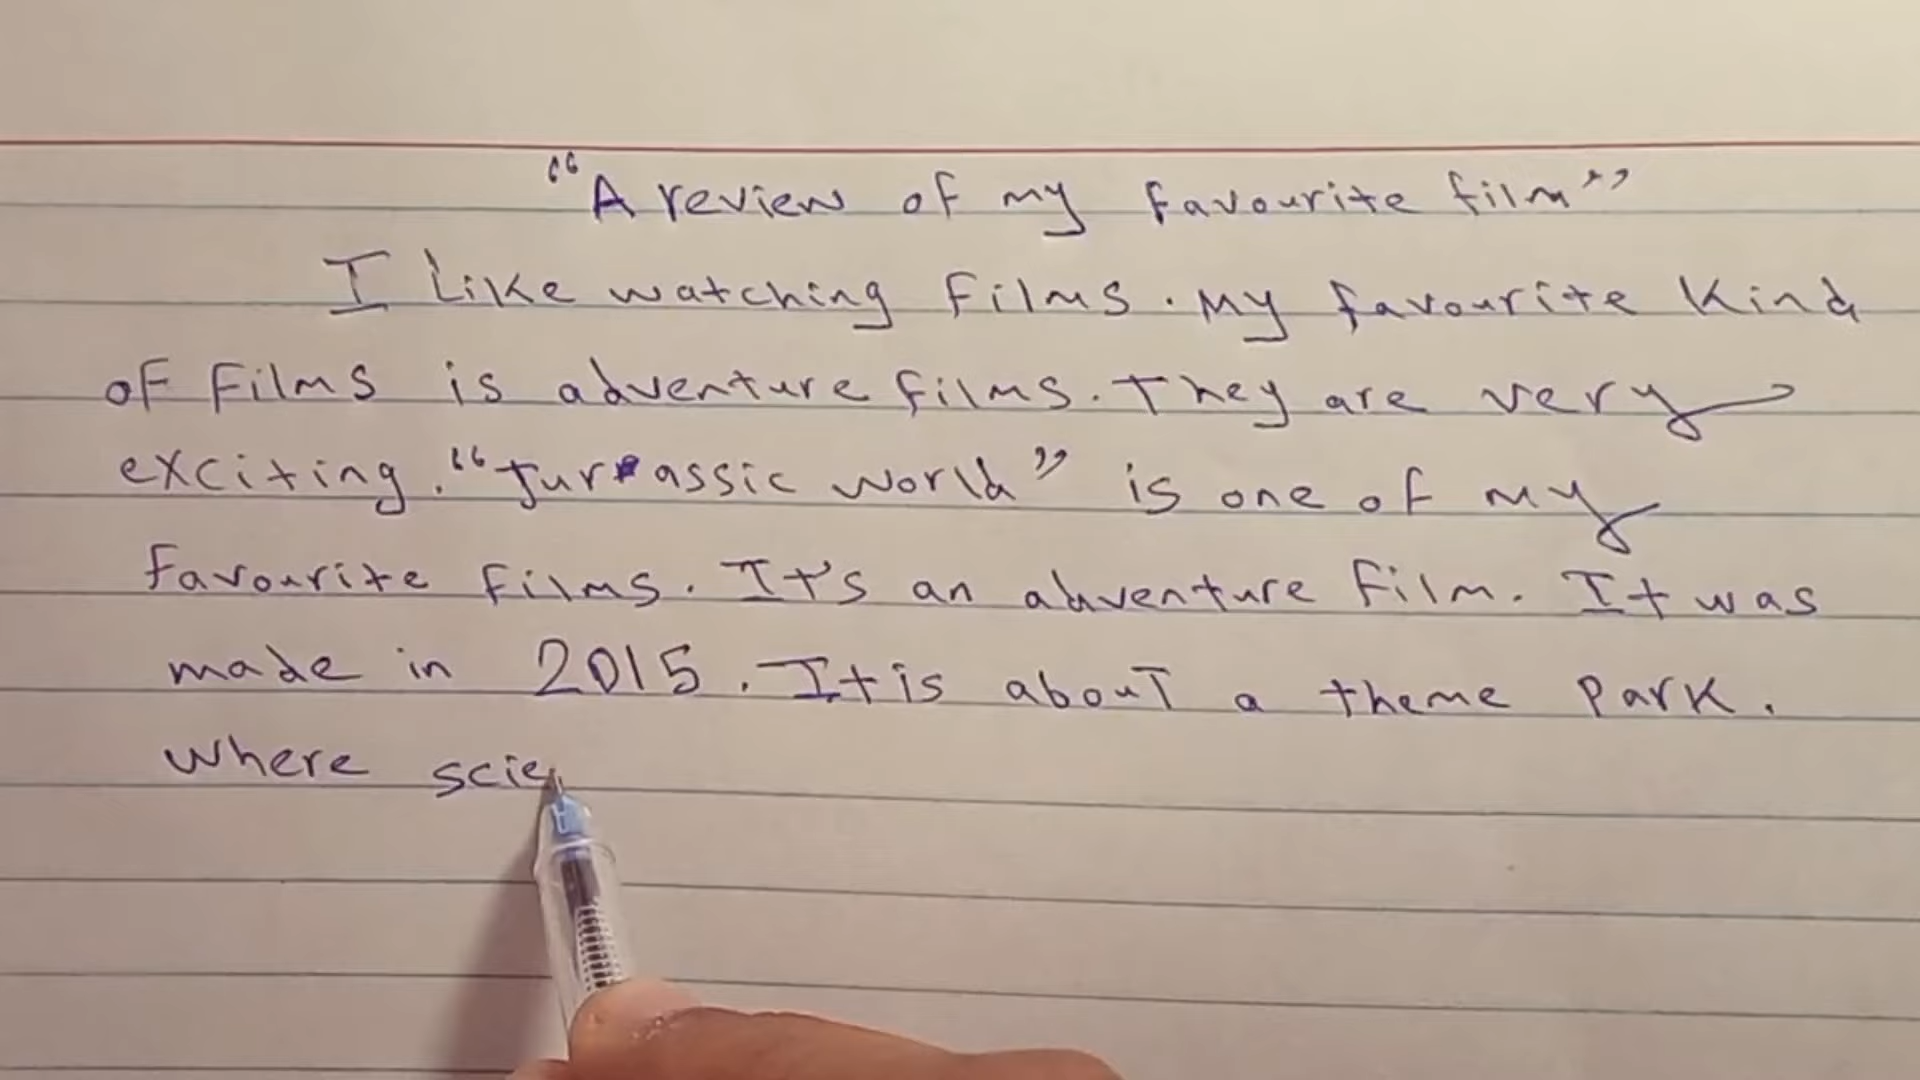 “A review of my favourite film”
I Like watching films. My favourite kind
of films is adventure films. They are very
exciting. “Jurassic World” is one of my
favourite films. It's an adventure film. It was
made in 2015. It is about a theme park.
where scie